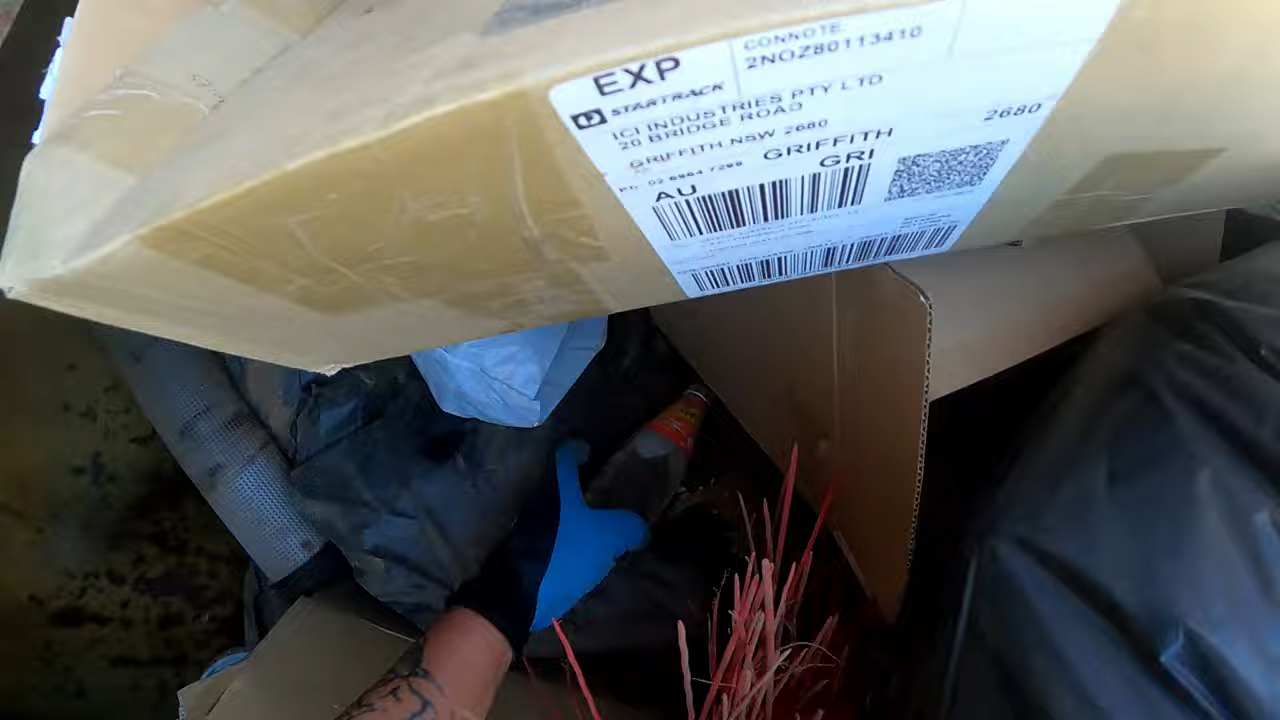 EXP
CONNOTE
2NOZ80113410
STARTRACK
ICI INDUSTRIES PTY LTD
20 BRIDGE ROAD
GRIFFITH NSW 2680
2680
GRIFFITH
GRI
AU